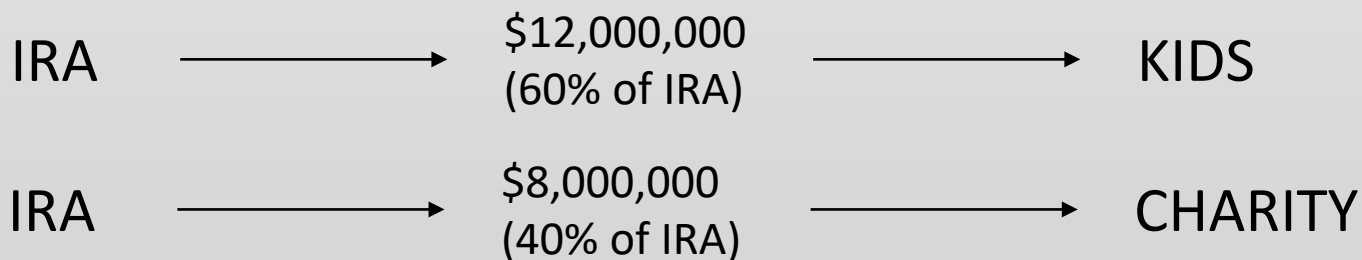 IRA $12,000,000 KIDS
(60% of IRA)
IRA $8,000,000 CHARITY
(40% of IRA)